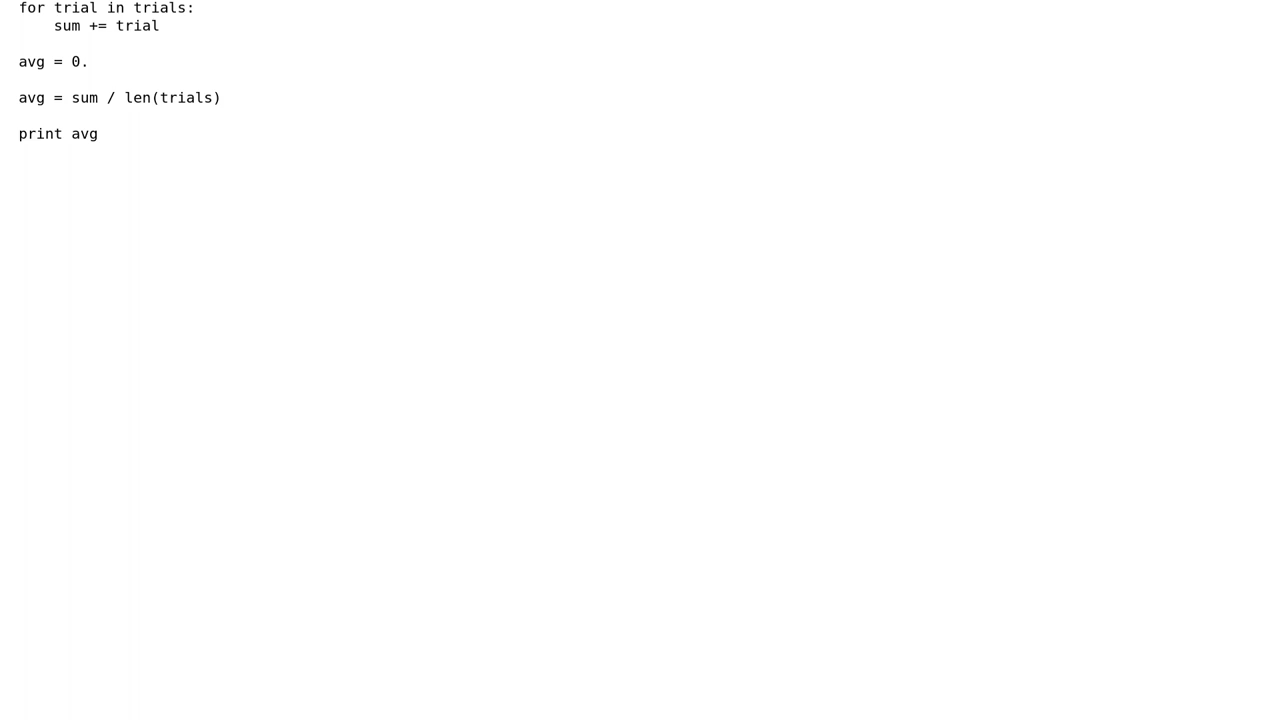 for trial in trials:
    sum += trial
avg = 0.
avg = sum / len(trials)
print avg